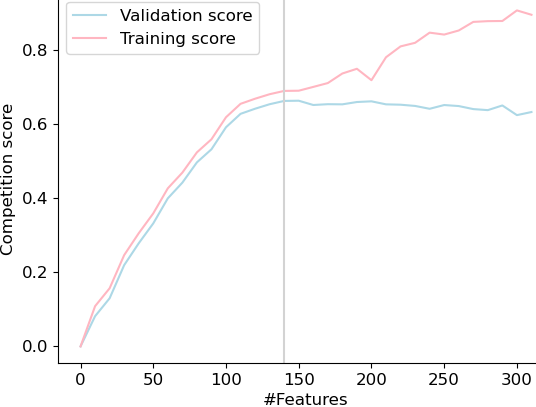 Validation score
Training score
0.8
0.6
0.4
0.2
0.0
Competition score
0 50 100 150 200 250 300
#Features